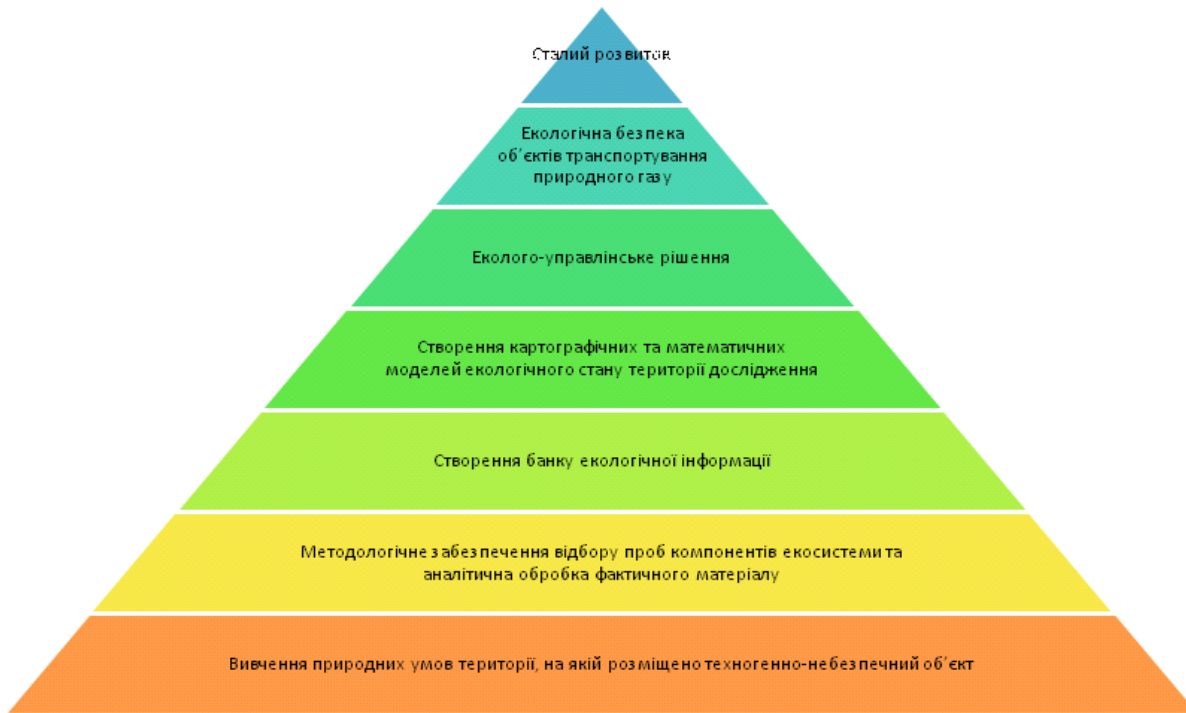 Сталий розвиток
Екологічна безпека
об’єктів транспортування
природного газу
Еколого-управлінське рішення
Створення картографічних та математичних
моделей екологічного стану території дослідження
Створення банку екологічної інформації
Методологічне забезпечення відбору проб компонентів екосистеми та
аналітична обробка фактичного матеріалу
Вивчення природних умов території, на якій розміщено техногенно-небезпечний об’єкт